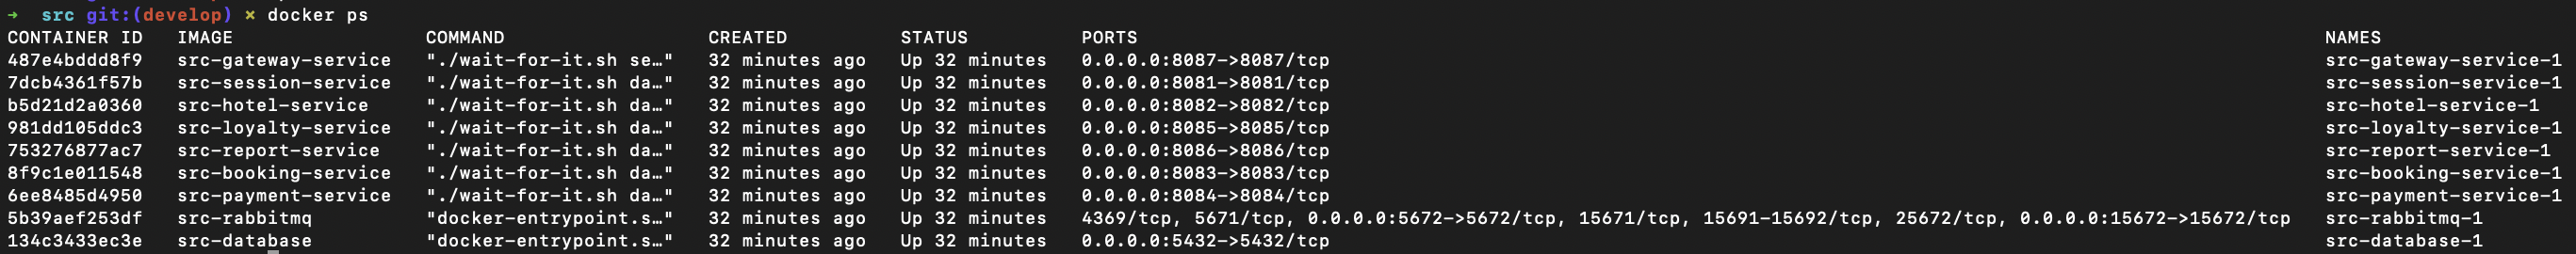 → src git:(develop) × docker ps
CONTAINER ID IMAGE COMMAND CREATED STATUS PORTS NAMES
487e4bddd8f9 src-gateway-service "./wait-for-it.sh se…" 32 minutes ago Up 32 minutes 0.0.0.0:8087->8087/tcp src-gateway-service-1
7dcb4361f57b src-session-service "./wait-for-it.sh da…" 32 minutes ago Up 32 minutes 0.0.0.0:8081->8081/tcp src-session-service-1
b5d21d2a0360 src-hotel-service "./wait-for-it.sh da…" 32 minutes ago Up 32 minutes 0.0.0.0:8082->8082/tcp src-hotel-service-1
981dd105ddc3 src-loyalty-service "./wait-for-it.sh da…" 32 minutes ago Up 32 minutes 0.0.0.0:8085->8085/tcp src-loyalty-service-1
753276877ac7 src-report-service "./wait-for-it.sh da…" 32 minutes ago Up 32 minutes 0.0.0.0:8086->8086/tcp src-report-service-1
8f9c1e011548 src-booking-service "./wait-for-it.sh da…" 32 minutes ago Up 32 minutes 0.0.0.0:8083->8083/tcp src-booking-service-1
6ee8485d4950 src-payment-service "./wait-for-it.sh da…" 32 minutes ago Up 32 minutes 0.0.0.0:8084->8084/tcp src-payment-service-1
5b39aef253df src-rabbitmq "docker-entrypoint.s…" 32 minutes ago Up 32 minutes 4369/tcp, 5671/tcp, 0.0.0.0:5672->5672/tcp, 15671/tcp, 15691-15692/tcp, 25672/tcp, 0.0.0.0:15672->15672/tcp src-rabbitmq-1
134c3433ec3e src-database "docker-entrypoint.s…" 32 minutes ago Up 32 minutes 0.0.0.0:5432->5432/tcp src-database-1